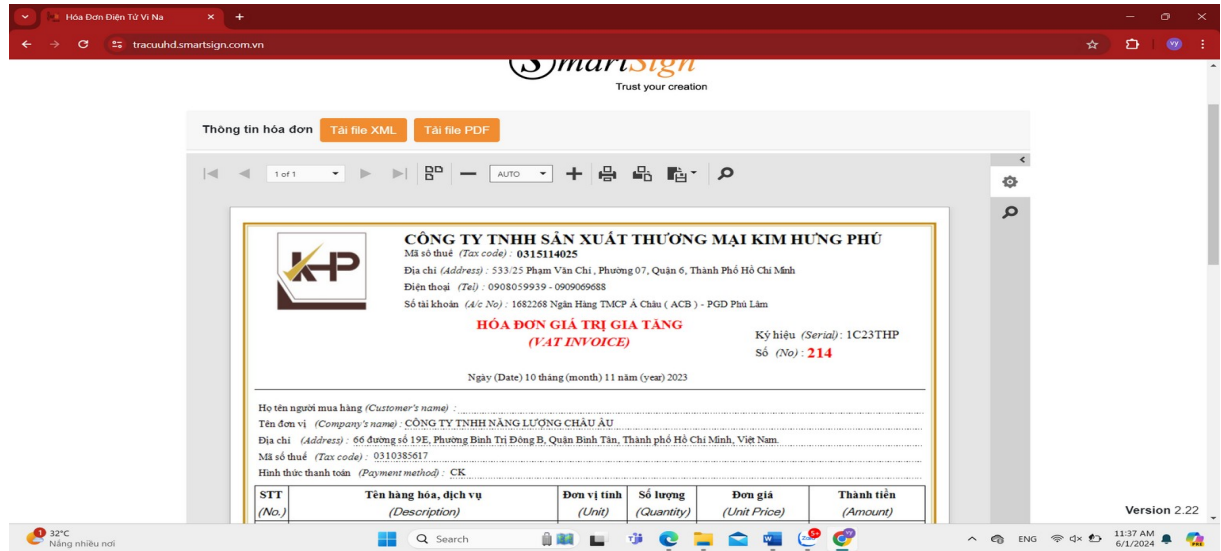 Hóa Đơn Điện Tử Vi Na
tracuuhd.smartsign.com.vn
VY
SmartSign
Trust your creation
Thông tin hóa đơn Tải file XML Tải file PDF
1 of 1 AUTO
KHP
CÔNG TY TNHH SẢN XUẤT THƯƠNG MẠI KIM HƯNG PHÚ
Mã số thuế (Tax code) : 0315114025
Địa chỉ (Address) : 533/25 Phạm Văn Chí , Phường 07, Quận 6, Thành Phố Hồ Chí Minh
Điện thoại (Tel) : 0908059939 - 0909069688
Số tài khoản (A/c No) : 1682268 Ngân Hàng TMCP Á Châu ( ACB ) - PGD Phú Lâm
HÓA ĐƠN GIÁ TRỊ GIA TĂNG
(VAT INVOICE)
Ký hiệu (Serial) : 1C23THP
Số (No) : 214
Ngày (Date) 10 tháng (month) 11 năm (year) 2023
Họ tên người mua hàng (Customer's name) :
Tên đơn vị (Company's name) : CÔNG TY TNHH NĂNG LƯỢNG CHÂU ÂU
Địa chỉ (Address) : 66 đường số 19E, Phường Bình Trị Đông B, Quận Bình Tân, Thành phố Hồ Chí Minh, Việt Nam.
Mã số thuế (Tax code) : 0310385617
Hình thức thanh toán (Payment method) : CK
STT Tên hàng hóa, dịch vụ Đơn vị tính Số lượng Đơn giá Thành tiền
(No.) (Description) (Unit) (Quantity) (Unit Price) (Amount)
Version 2.22
32°C
Nắng nhiều nơi
Search
ENG
11:37 AM
6/1/2024